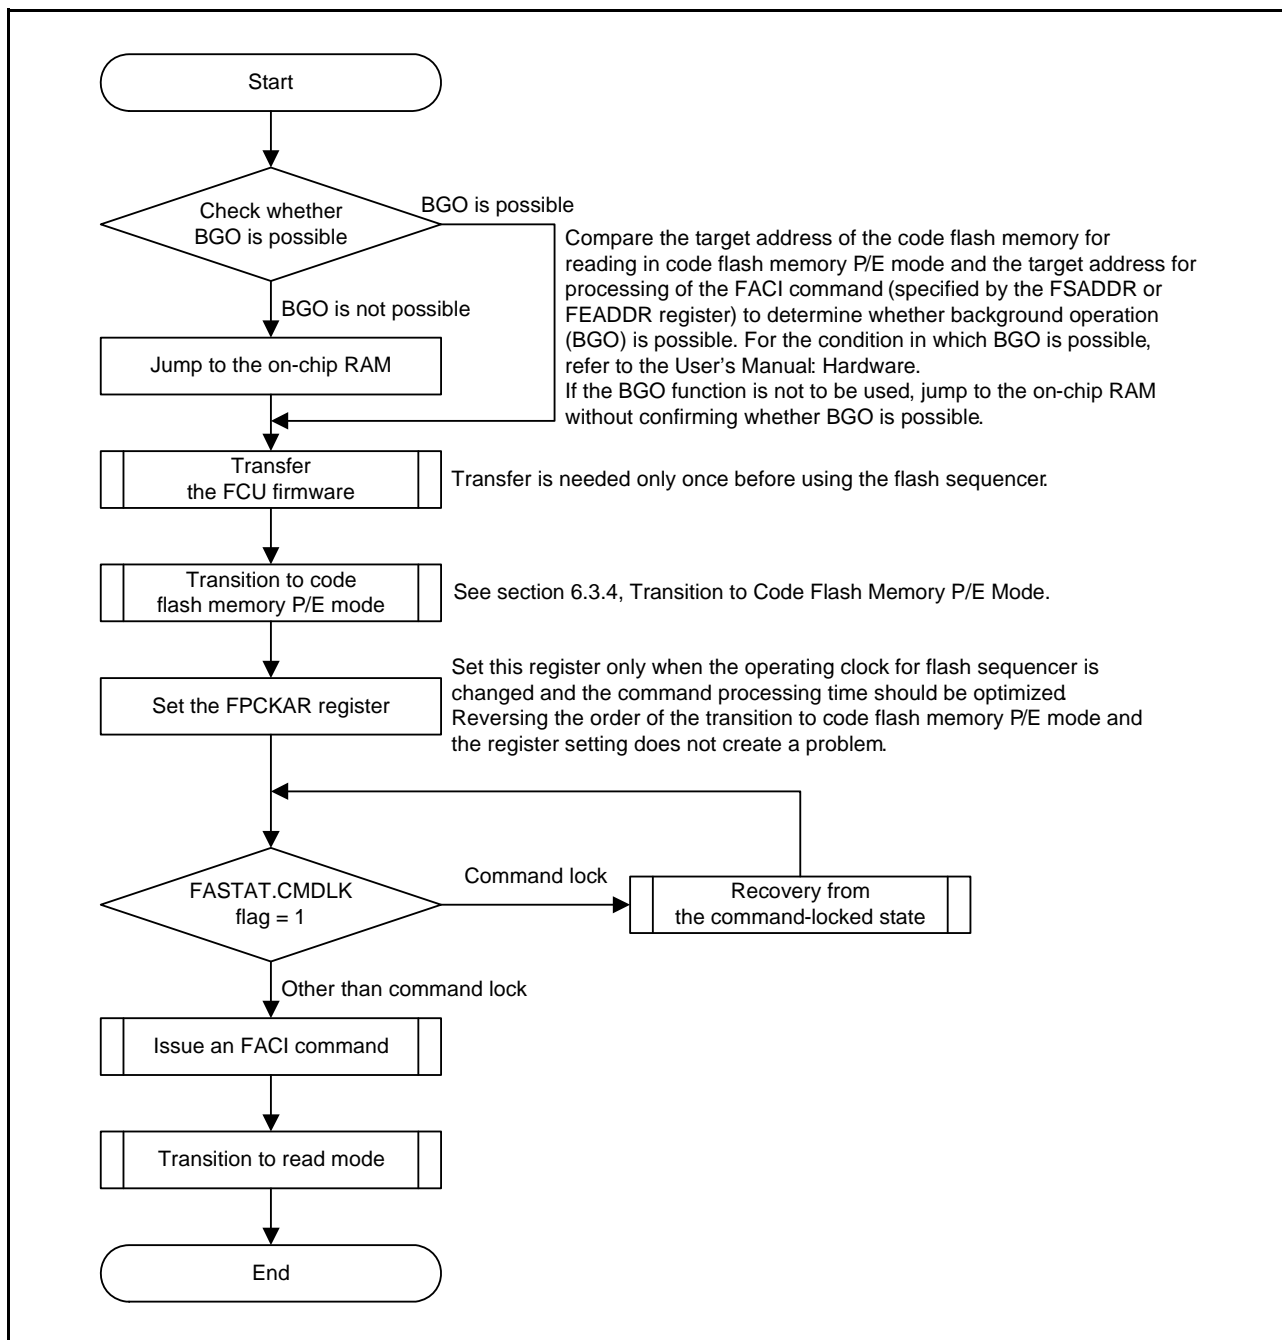 Start
Check whether
BGO is possible
BGO is possible
BGO is not possible
Compare the target address of the code flash memory for
reading in code flash memory P/E mode and the target address for
processing of the FACI command (specified by the FSADDR or
FEADDR register) to determine whether background operation
(BGO) is possible. For the condition in which BGO is possible,
refer to the User's Manual: Hardware.
If the BGO function is not to be used, jump to the on-chip RAM
without confirming whether BGO is possible.
Jump to the on-chip RAM
Transfer
the FCU firmware
Transfer is needed only once before using the flash sequencer.
Transition to code
flash memory P/E mode
See section 6.3.4, Transition to Code Flash Memory P/E Mode.
Set the FPCKAR register
Set this register only when the operating clock for flash sequencer is
changed and the command processing time should be optimized.
Reversing the order of the transition to code flash memory P/E mode and
the register setting does not create a problem.
FASTAT.CMDLK
flag = 1
Command lock
Recovery from
the command-locked state
Other than command lock
Issue an FACI command
Transition to read mode
End